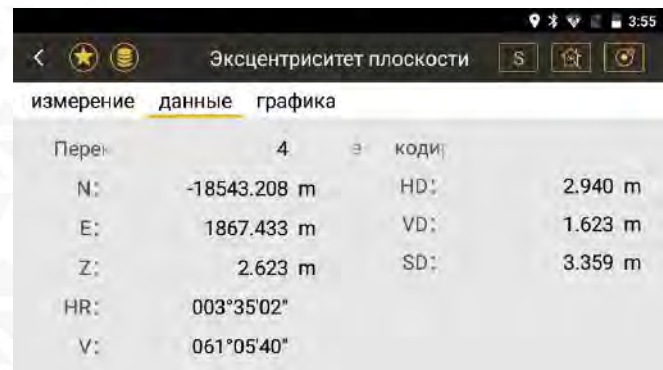 3:55
Эксцентриситет плоскости S
измерение данные графика
4
N: -18543.208 m HD: 2.940 m
E: 1867.433 m VD: 1.623 m
Z: 2.623 m SD: 3.359 m
HR: 003°35'02"
V: 061°05'40"